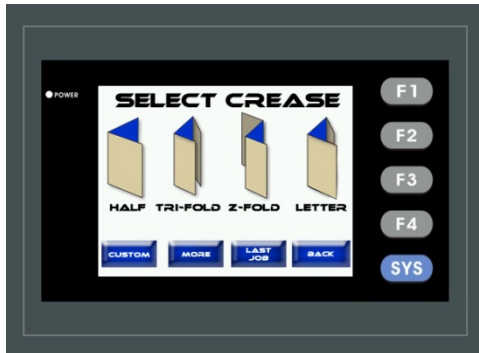 POWER
SELECT CREASE
HALF TRI-FOLD Z-FOLD LETTER
CUSTOM MORE LAST JOB BACK
F1
F2
F3
F4
SYS